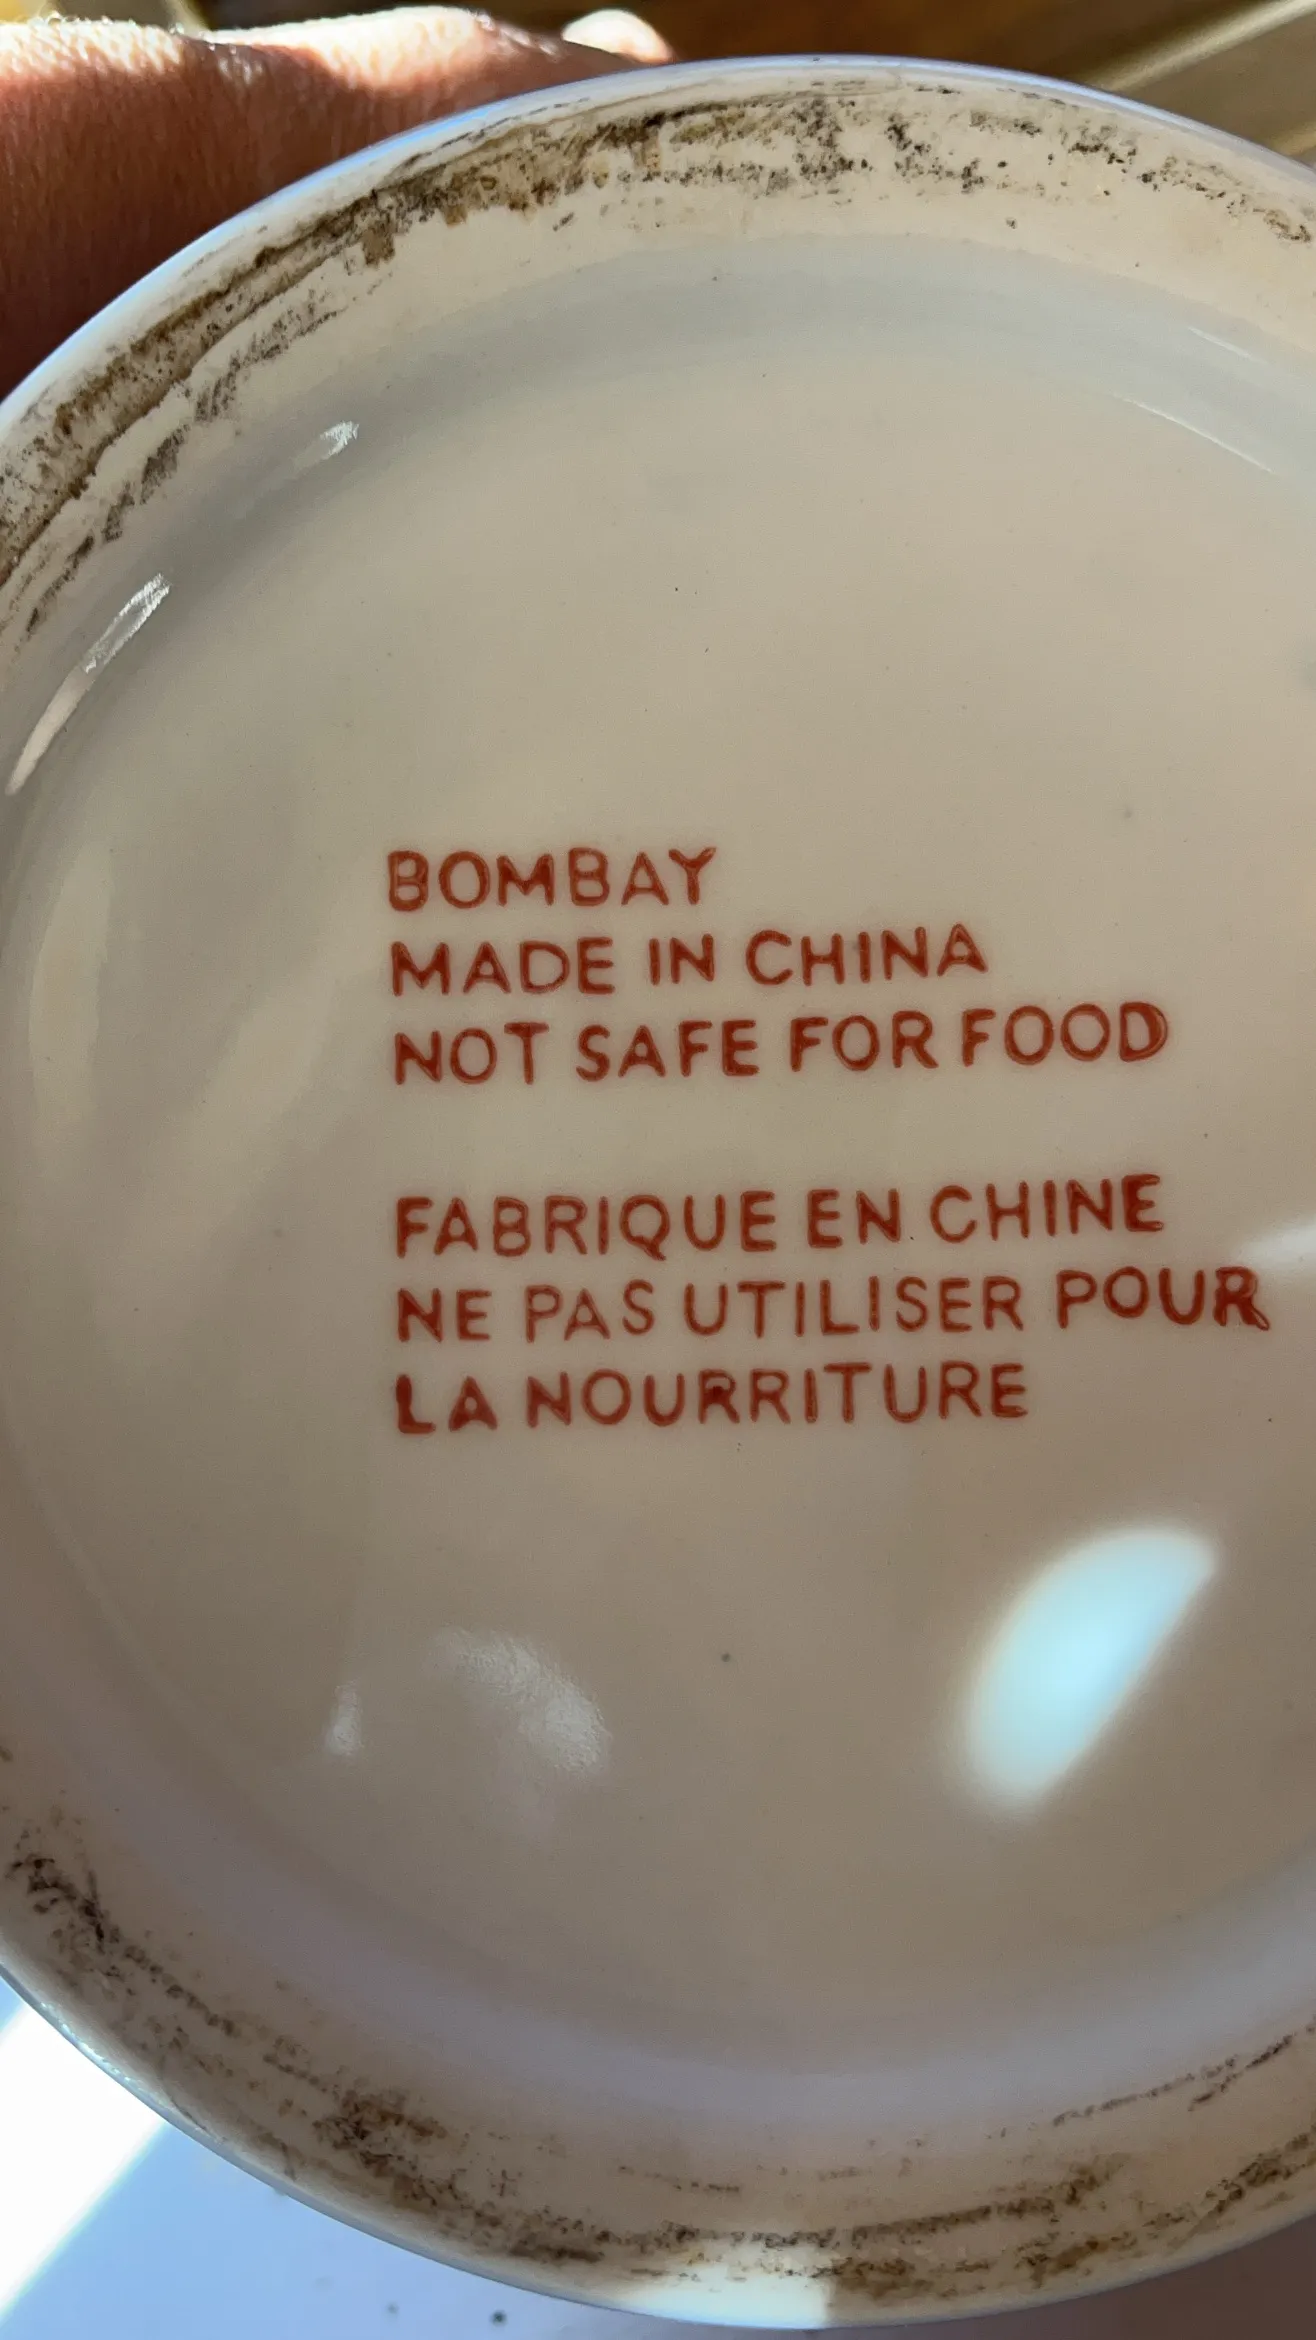 BOMBAY
MADE IN CHINA
NOT SAFE FOR FOOD
FABRIQUE EN CHINE
NE PAS UTILISER POUR
LA NOURRITURE